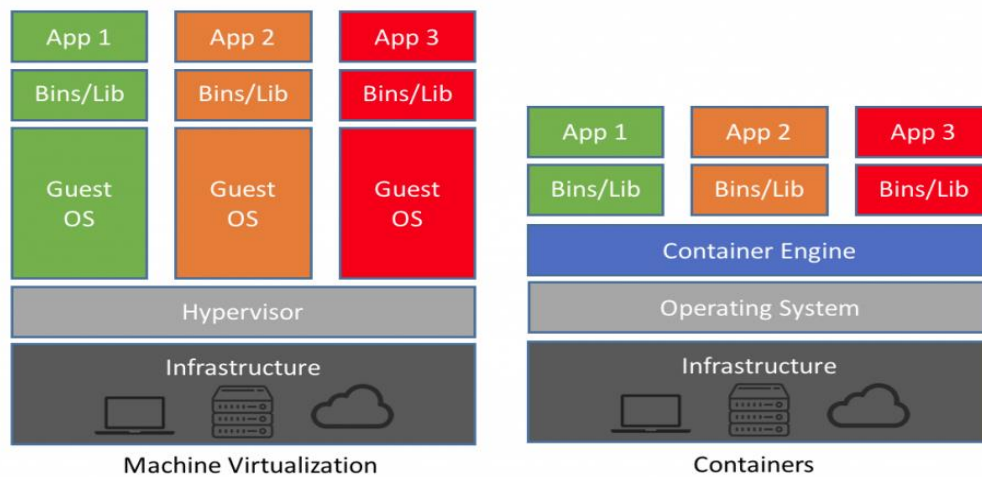 App 1
App 2
App 3
Bins/Lib
Bins/Lib
Bins/Lib
Guest
OS
Guest
OS
Guest
OS
Hypervisor
Infrastructure
Machine Virtualization
App 1
App 2
App 3
Bins/Lib
Bins/Lib
Bins/Lib
Container Engine
Operating System
Infrastructure
Containers